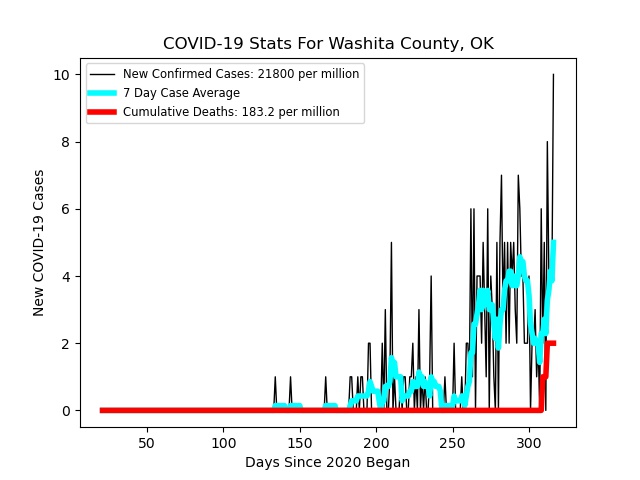 COVID-19 Stats For Washita County, OK
New Confirmed Cases: 21800 per million
7 Day Case Average
Cumulative Deaths: 183.2 per million
New COVID-19 Cases
10
8
6
4
2
0
50 100 150 200 250 300
Days Since 2020 Began